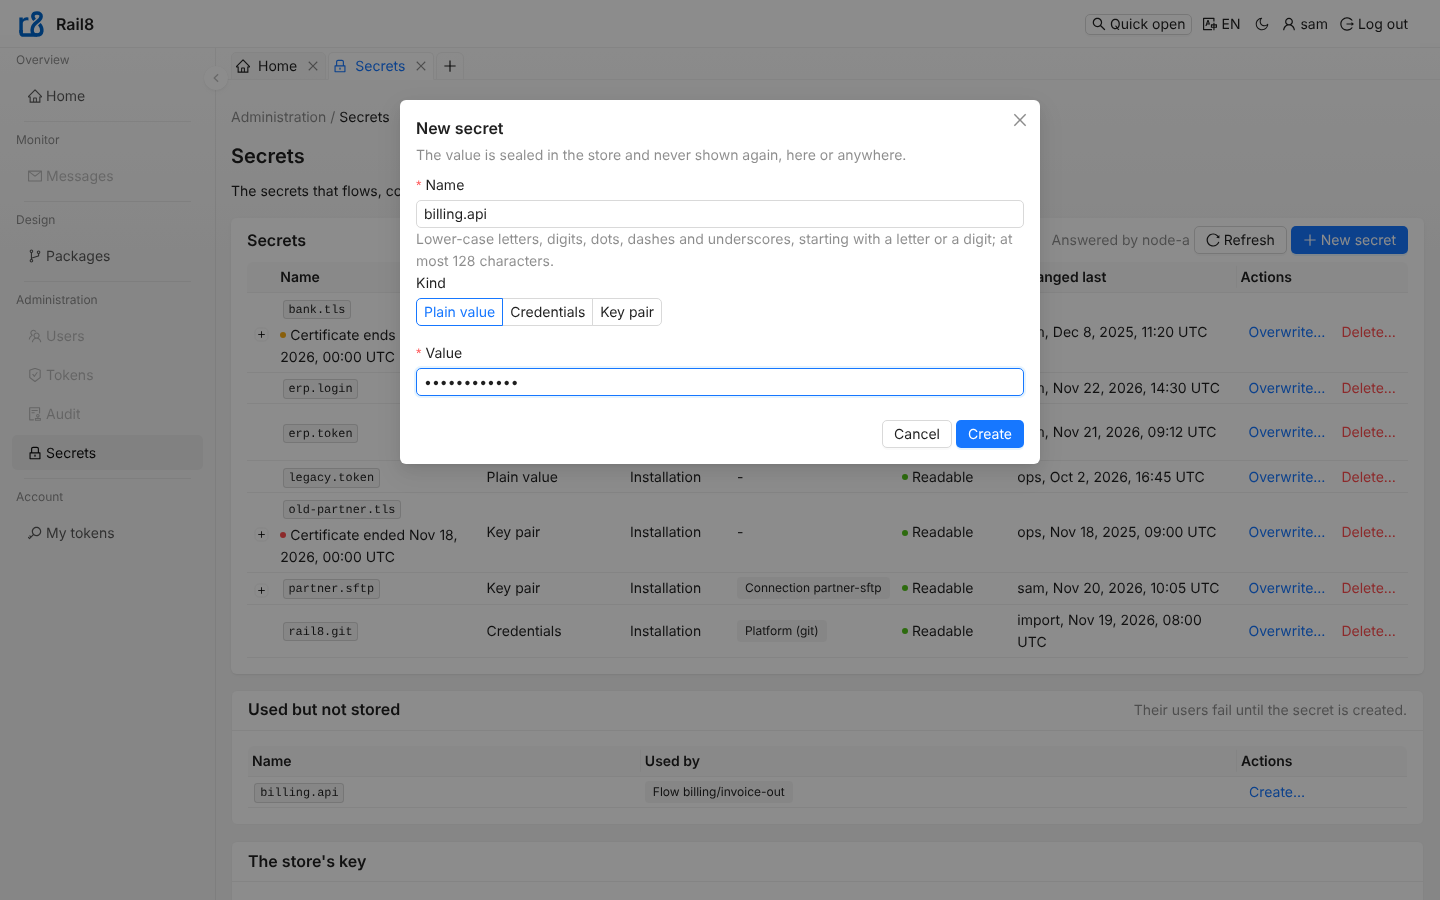 Rail8
Quick open
EN
sam
Log out
Overview
Home
Monitor
Messages
Design
Packages
Administration
Users
Tokens
Audit
Secrets
Account
My tokens
Home
Secrets
Administration / Secrets
Secrets
The secrets that flows,
Secrets
Answered by node-a
Refresh
New secret
Name
last
Actions
bank.tls
Certificate ends
2026, 00:00 UTC
Dec 8, 2025, 11:20 UTC
Overwrite...
Delete...
erp.login
Nov 22, 2026, 14:30 UTC
Overwrite...
Delete...
erp.token
Nov 21, 2026, 09:12 UTC
Overwrite...
Delete...
legacy.token
Plain value
Installation
-
Readable
ops, Oct 2, 2026, 16:45 UTC
Overwrite...
Delete...
old-partner.tls
Certificate ended Nov 18,
2026, 00:00 UTC
Key pair
Installation
-
Readable
ops, Nov 18, 2025, 09:00 UTC
Overwrite...
Delete...
partner.sftp
Key pair
Installation
Connection partner-sftp
Readable
sam, Nov 20, 2026, 10:05 UTC
Overwrite...
Delete...
rail8.git
Credentials
Installation
Platform (git)
Readable
import, Nov 19, 2026, 08:00
UTC
Overwrite...
Delete...
New secret
The value is sealed in the store and never shown again, here or anywhere.
* Name
billing.api
Lower-case letters, digits, dots, dashes and underscores, starting with a letter or a digit; at
most 128 characters.
Kind
Plain value
Credentials
Key pair
* Value
••••••••••••
Cancel
Create
Used but not stored
Their users fail until the secret is created.
Name
Used by
Actions
billing.api
Flow billing/invoice-out
Create...
The store's key